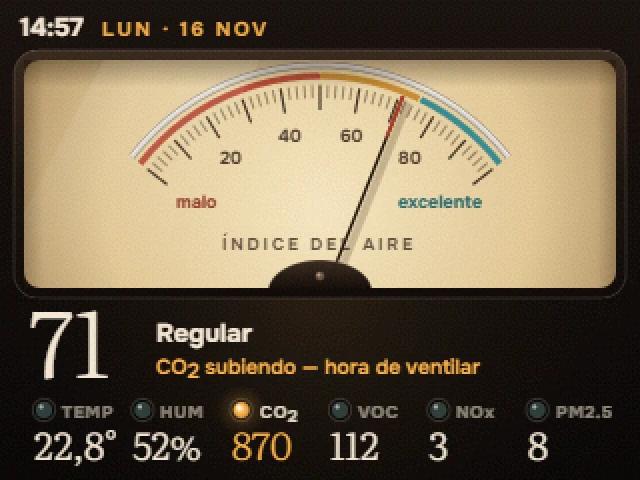 14:57 LUN · 16 NOV
20 40 60 80
malo excelente
ÍNDICE DEL AIRE
71 Regular
CO2 subiendo — hora de ventilar
TEMP HUM CO2 VOC NOx PM2.5
22,8° 52% 870 112 3 8